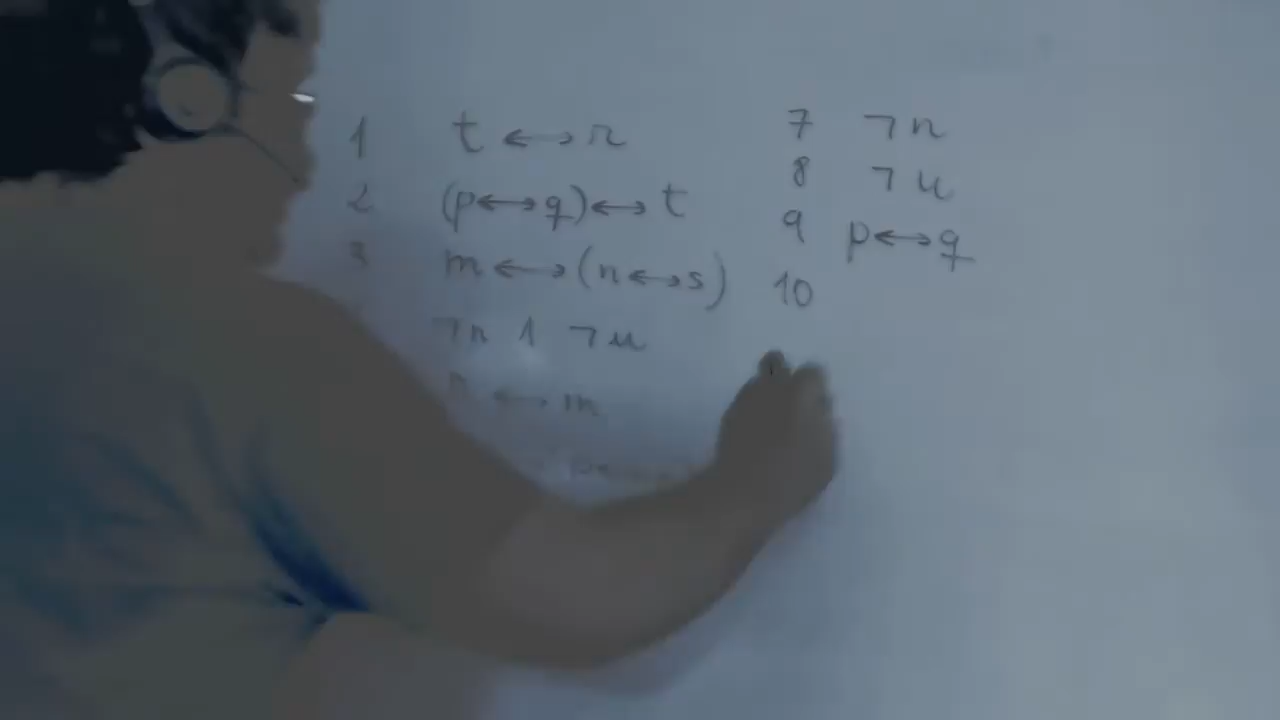 1 t ↔ r
2 (p↔q)↔ t
3 m ↔ (n↔s)
¬n ∧ ¬u
↔ m
7 ¬n
8 ¬u
9 p↔q
10